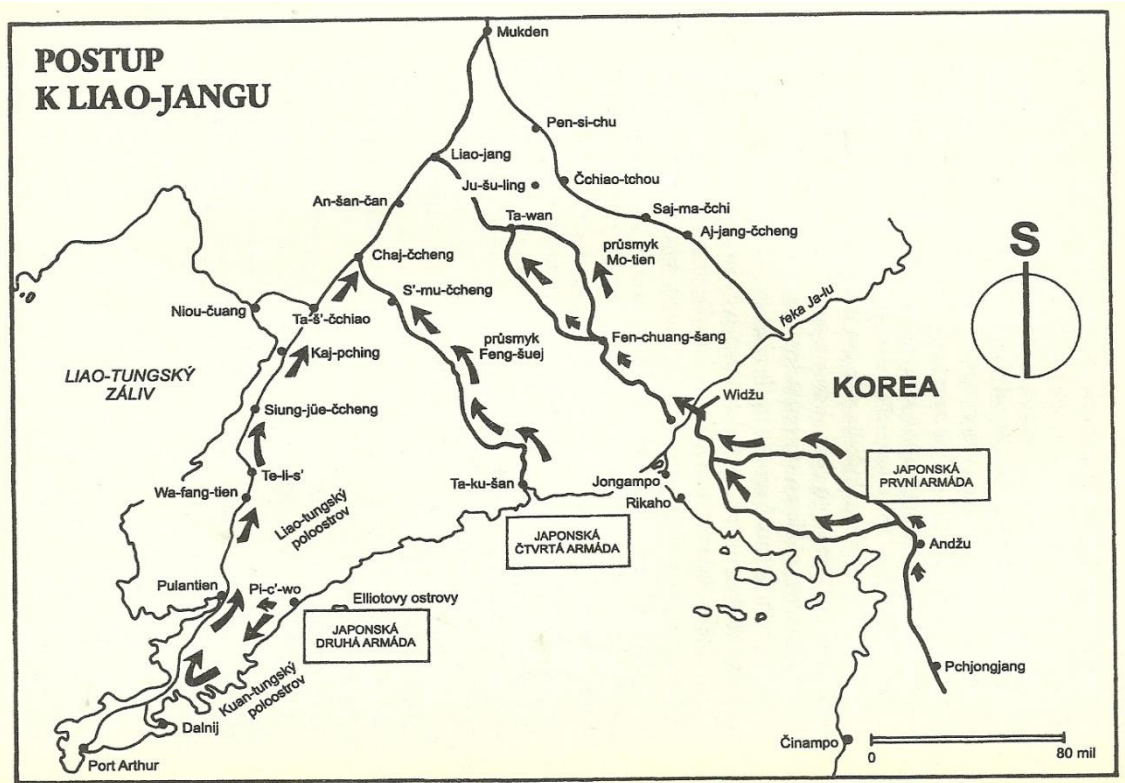 POSTUP
K LIAO-JANGU
Mukden
Pen-si-chu
Liao-jang
Ju-šu-ling
Čchiao-tchou
An-šan-čan
Ta-wan
Saj-ma-čchi
Aj-jang-čcheng
průsmyk
Mo-tien
Chaj-čcheng
S'-mu-čcheng
S
Niou-čuang
Ta-š'-čchiao
řeka Ja-lu
Kaj-pching
průsmyk
Feng-šuej
Fen-chuang-šang
LIAO-TUNGSKÝ
ZÁLIV
Siung-jüe-čcheng
Widžu
KOREA
Te-li-s'
Wa-fang-tien
Ta-ku-šan
Jongampo
Rikaho
JAPONSKÁ
PRVNÍ ARMÁDA
Liao-tungský
poloostrov
JAPONSKÁ
ČTVRTÁ ARMÁDA
Andžu
Pulantien
Pi-c'-wo
Elliotovy ostrovy
JAPONSKÁ
DRUHÁ ARMÁDA
Kuan-tungský
poloostrov
Pchjongjang
Dalnij
Port Arthur
Činampo
0
80 mil